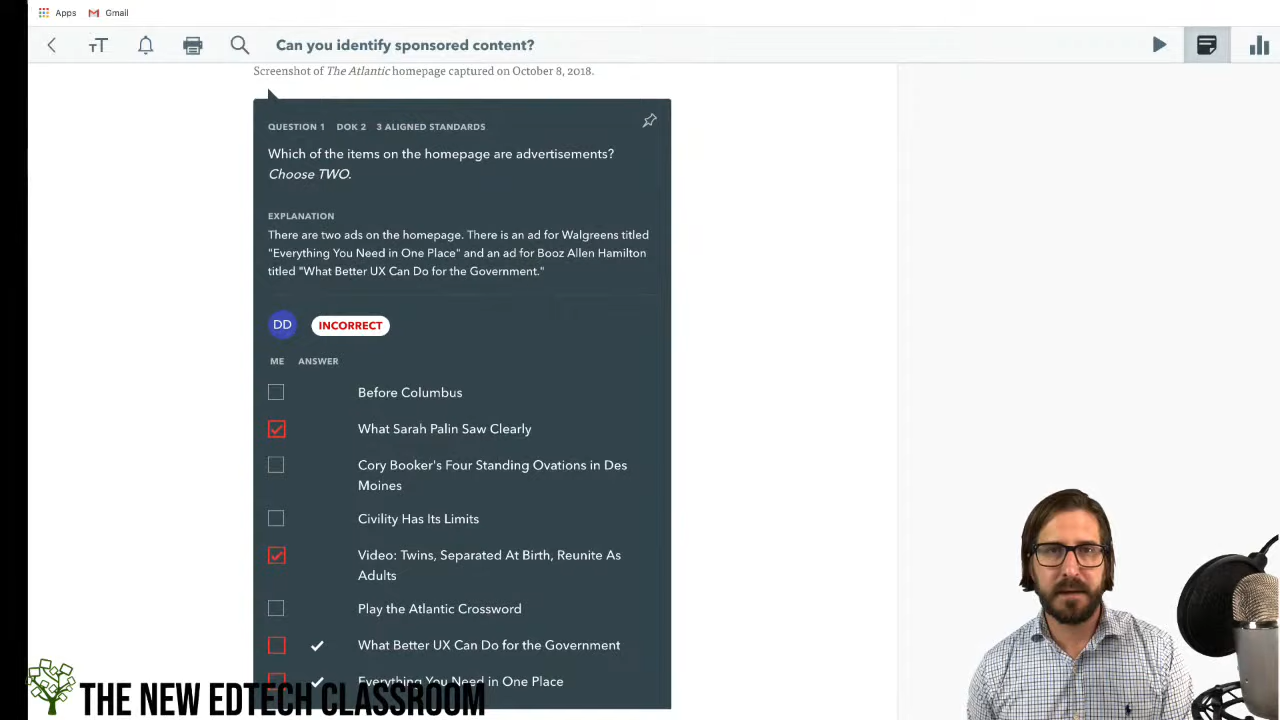 Apps Gmail
TT Can you identify sponsored content?
Screenshot of The Atlantic homepage captured on October 8, 2018.
QUESTION 1 DOK 2 3 ALIGNED STANDARDS
Which of the items on the homepage are advertisements?
Choose TWO.
EXPLANATION
There are two ads on the homepage. There is an ad for Walgreens titled
"Everything You Need in One Place" and an ad for Booz Allen Hamilton
titled "What Better UX Can Do for the Government."
DD INCORRECT
ME ANSWER
Before Columbus
What Sarah Palin Saw Clearly
Cory Booker's Four Standing Ovations in Des
Moines
Civility Has Its Limits
Video: Twins, Separated At Birth, Reunite As
Adults
Play the Atlantic Crossword
What Better UX Can Do for the Government
Everything You Need in One Place
THE NEW EDTECH CLASSROOM